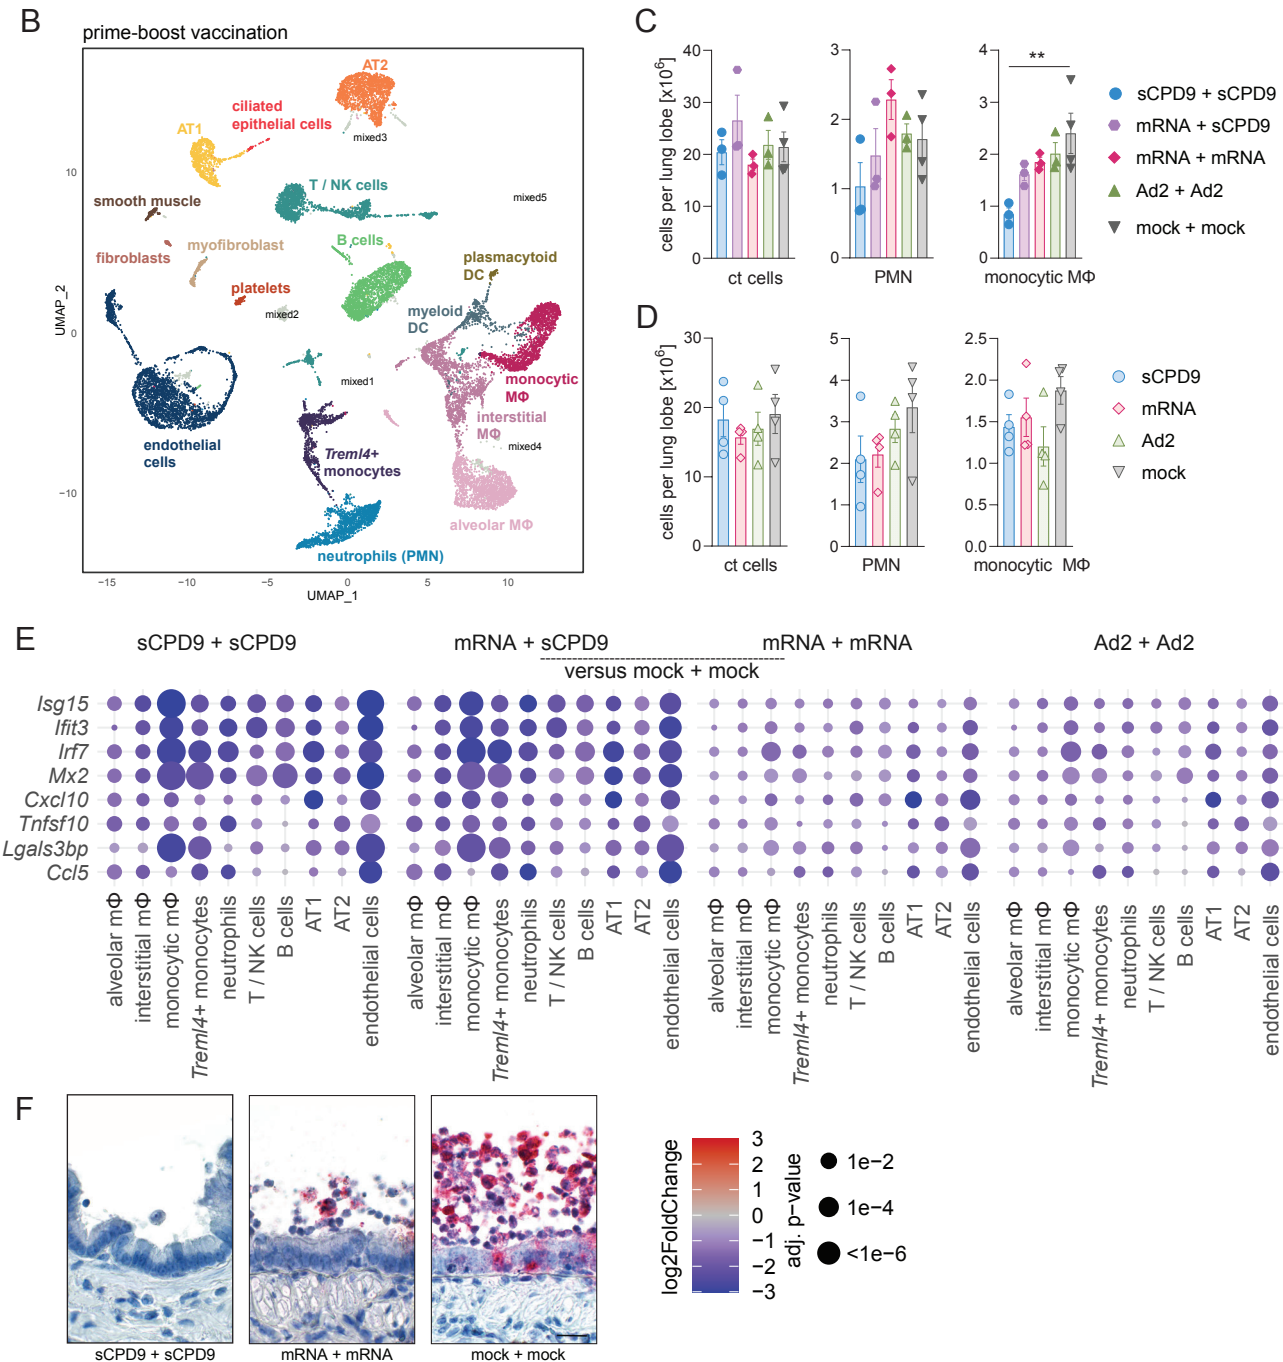 B
prime-boost vaccination
AT2
ciliated
epithelial cells
mixed3
AT1
T / NK cells
mixed5
smooth muscle
B cells
myofibroblast
fibroblasts
plasmacytoid
DC
platelets
mixed2
myeloid
DC
mixed1
monocytic
MΦ
interstitial
MΦ
mixed4
endothelial
cells
Treml4+
monocytes
alveolar MΦ
neutrophils (PMN)
UMAP_2
10
0
−10
−15
−10
−5
0
5
10
UMAP_1
C
cells per lung lobe [x10⁶]
40
30
20
10
0
ct cells
3
2
1
0
PMN
4
3
2
1
0
**
monocytic MΦ
sCPD9 + sCPD9
mRNA + sCPD9
mRNA + mRNA
Ad2 + Ad2
mock + mock
D
cells per lung lobe [x10⁶]
30
20
10
0
ct cells
5
4
3
2
1
0
PMN
2.5
2.0
1.5
1.0
0.5
0.0
monocytic MΦ
sCPD9
mRNA
Ad2
mock
E
sCPD9 + sCPD9
mRNA + sCPD9
mRNA + mRNA
Ad2 + Ad2
versus mock + mock
Isg15
Ifit3
Irf7
Mx2
Cxcl10
Tnfsf10
Lgals3bp
Ccl5
alveolar mΦ
interstitial mΦ
monocytic mΦ
Treml4+ monocytes
neutrophils
T / NK cells
B cells
AT1
AT2
endothelial cells
alveolar mΦ
interstitial mΦ
monocytic mΦ
Treml4+ monocytes
neutrophils
T / NK cells
B cells
AT1
AT2
endothelial cells
alveolar mΦ
interstitial mΦ
monocytic mΦ
Treml4+ monocytes
neutrophils
T / NK cells
B cells
AT1
AT2
endothelial cells
alveolar mΦ
interstitial mΦ
monocytic mΦ
Treml4+ monocytes
neutrophils
T / NK cells
B cells
AT1
AT2
endothelial cells
F
sCPD9 + sCPD9
mRNA + mRNA
mock + mock
log2FoldChange
3
2
1
0
−1
−2
−3
adj. p−value
1e−2
1e−4
<1e−6